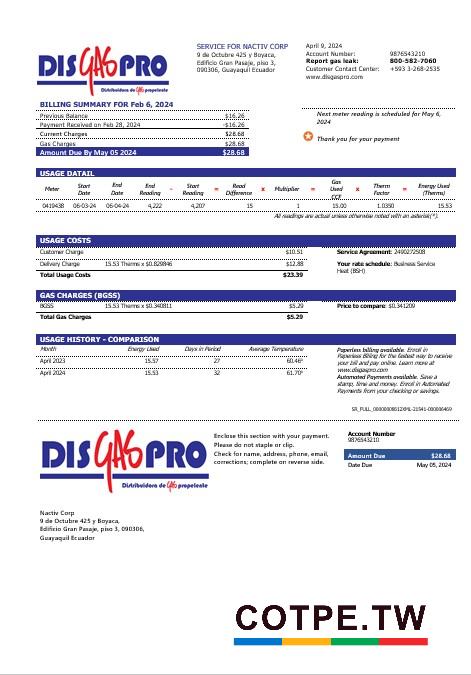 DISGASPRO
Distribuidora de Gas propelente
SERVICE FOR NACTIV CORP
9 de Octubre 425 y Boyaca,
Edificio Gran Pasaje, piso 3,
090306, Guayaquil Ecuador
April 9, 2024
Account Number: 9876543210
Report gas leak: 800-582-7060
Customer Contact Center: +593 3-268-2535
www.disgaspro.com
BILLING SUMMARY FOR Feb 6, 2024
Previous Balance $16.26
Payment Received on Feb 28, 2024 -$16.26
Current Charges $28.68
Gas Charges $28.68
Amount Due By May 05 2024 $28.68
Next meter reading is scheduled for May 6,
2024
Thank you for your payment
USAGE DATAIL
Meter Start Date End Date End Reading - Start Reading = Read Difference x Multiplier = Gas Used CCF x Therm Factor = Energy Used (Therms)
0419438 06-03-24 06-04-24 4,222 4,207 15 1 15.00 1.0350 15.53
All readings are actual unless otherwise noted with an asterisk(*).
USAGE COSTS
Customer Charge $10.51
Delivery Charge 15.53 Therms x $0.829846 $12.88
Total Usage Costs $23.39
Service Agreement: 2490272508
Your rate schedule: Business Service
Heat (BSH)
GAS CHARGES (BGSS)
BGSS 15.53 Therms x $0.340811 $5.29
Total Gas Charges $5.29
Price to compare: $0.341209
USAGE HISTORY - COMPARISON
Month Energy Used Days in Period Average Temperature
April 2023 15.57 27 60.46°
April 2024 15.53 32 61.70°
Paperless billing available. Enroll in
Paperless Billing for the fastest way to receive
your bill and pay online. Learn more at
www.disgaspro.com
Automated Payments available. Save a
stamp, time and money. Enroll in Automated
Payments from your checking or savings.
DISGASPRO
Distribuidora de Gas propelente
Enclose this section with your payment.
Please do not staple or clip.
Check for name, address, phone, email,
corrections; complete on reverse side.
Account Number
9876543210
Amount Due $28.68
Date Due May 05, 2024
Nactiv Corp
9 de Octubre 425 y Boyaca,
Edificio Gran Pasaje, piso 3, 090306,
Guayaquil Ecuador
COTPE.TW